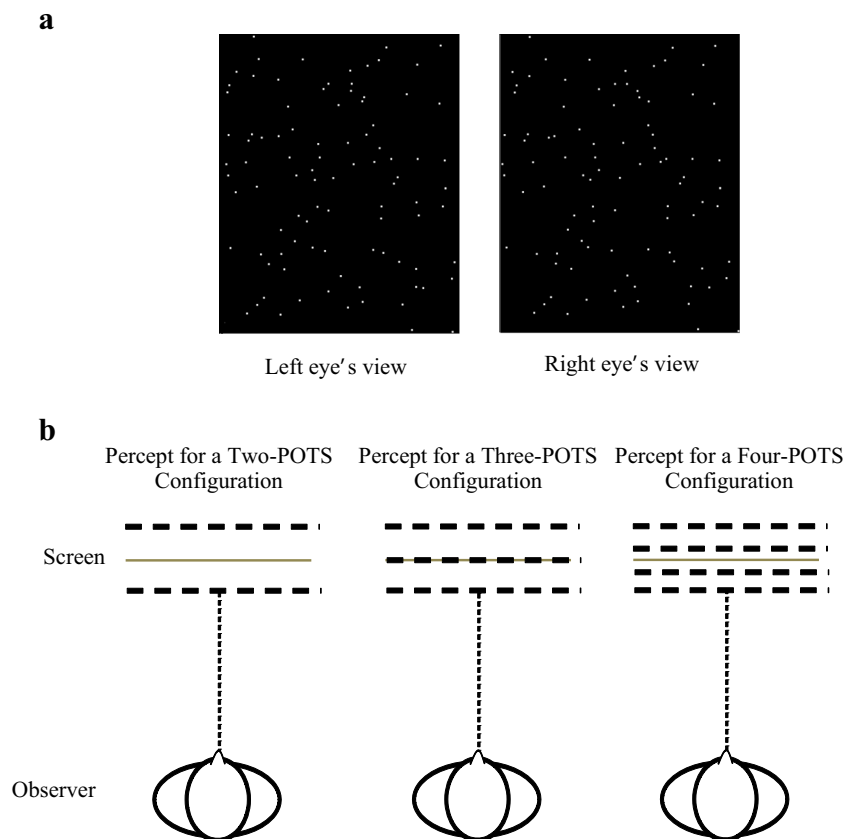 a
Left eye′s view
Right eye′s view
b
Percept for a Two-POTS
Configuration
Percept for a Three-POTS
Configuration
Percept for a Four-POTS
Configuration
Screen
Observer